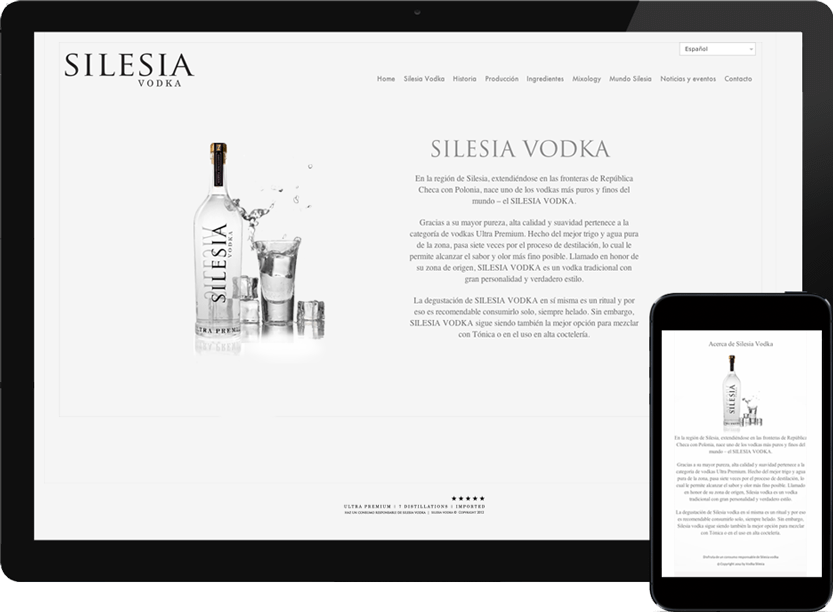 Español
SILESIA
VODKA
Home Silesia Vodka Historia Producción Ingredientes Mixology Mundo Silesia Noticias y eventos Contacto
SILESIA VODKA
En la región de Silesia, extendiéndose en las fronteras de República
Checa con Polonia, nace uno de los vodkas más puros y finos del
mundo – el SILESIA VODKA.
Gracias a su mayor pureza, alta calidad y suavidad pertenece a la
categoría de vodkas Ultra Premium. Hecho del mejor trigo y agua pura
de la zona, pasa siete veces por el proceso de destilación, lo cual le
permite alcanzar el sabor y olor más fino posible. Llamado en honor de
su zona de origen, SILESIA VODKA es un vodka tradicional con
gran personalidad y verdadero estilo.
La degustación de SILESIA VODKA en sí misma es un ritual y por
eso es recomendable consumirlo solo, siempre helado. Sin embargo,
SILESIA VODKA sigue siendo también la mejor opción para mezclar
con Tónica o en el uso en alta coctelería.
SILESIA
VODKA
TRA PREM
ULTRA PREMIUM | 7 DISTILLATIONS | IMPORTED
HAZ UN CONSUMO RESPONSABLE DE SILESIA VODKA | SILESIA VODKA © COPYRIGHT 2012
Acerca de Silesia Vodka
SILESIA
En la región de Silesia, extendiéndose en las fronteras de República
Checa con Polonia, nace uno de los vodkas más puros y finos del
mundo – el SILESIA VODKA.
Gracias a su mayor pureza, alta calidad y suavidad pertenece a la
categoría de vodkas Ultra Premium. Hecho del mejor trigo y agua
pura de la zona, pasa siete veces por el proceso de destilación, lo
cual le permite alcanzar el sabor y olor más fino posible. Llamado
en honor de su zona de origen, Silesia vodka es un vodka
tradicional con gran personalidad y verdadero estilo.
La degustación de Silesia vodka en sí misma es un ritual y por eso
es recomendable consumirlo solo, siempre helado. Sin embargo,
Silesia vodka sigue siendo también la mejor opción para mezclar
con Tónica o en el uso en alta coctelería.